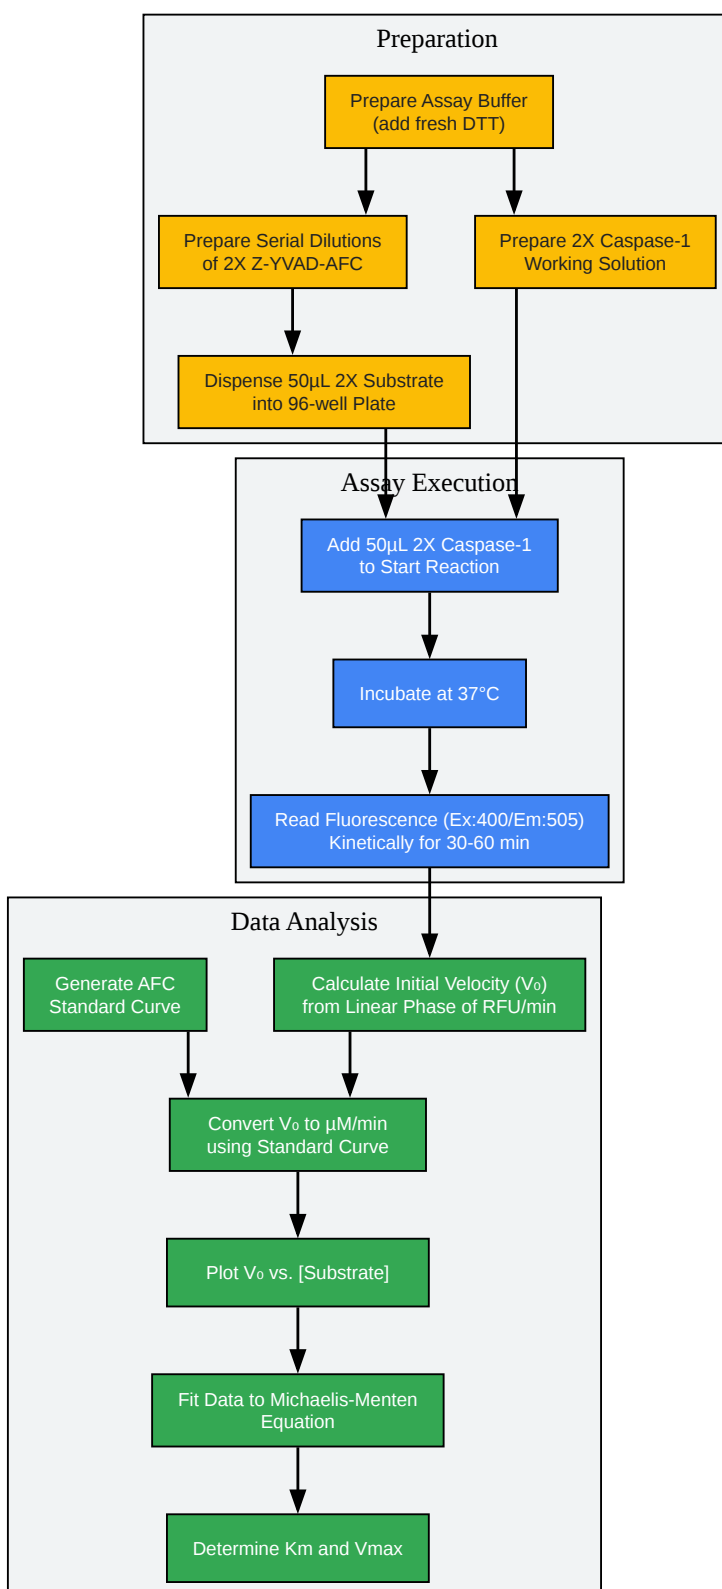 Preparation
Prepare Assay Buffer
(add fresh DTT)
Prepare Serial Dilutions
of 2X Z-YVAD-AFC
Prepare 2X Caspase-1
Working Solution
Dispense 50µL 2X Substrate
into 96-well Plate
Assay Execution
Add 50µL 2X Caspase-1
to Start Reaction
Incubate at 37°C
Read Fluorescence (Ex:400/Em:505)
Kinetically for 30-60 min
Data Analysis
Generate AFC
Standard Curve
Calculate Initial Velocity (V₀)
from Linear Phase of RFU/min
Convert V₀ to µM/min
using Standard Curve
Plot V₀ vs. [Substrate]
Fit Data to Michaelis-Menten
Equation
Determine Km and Vmax